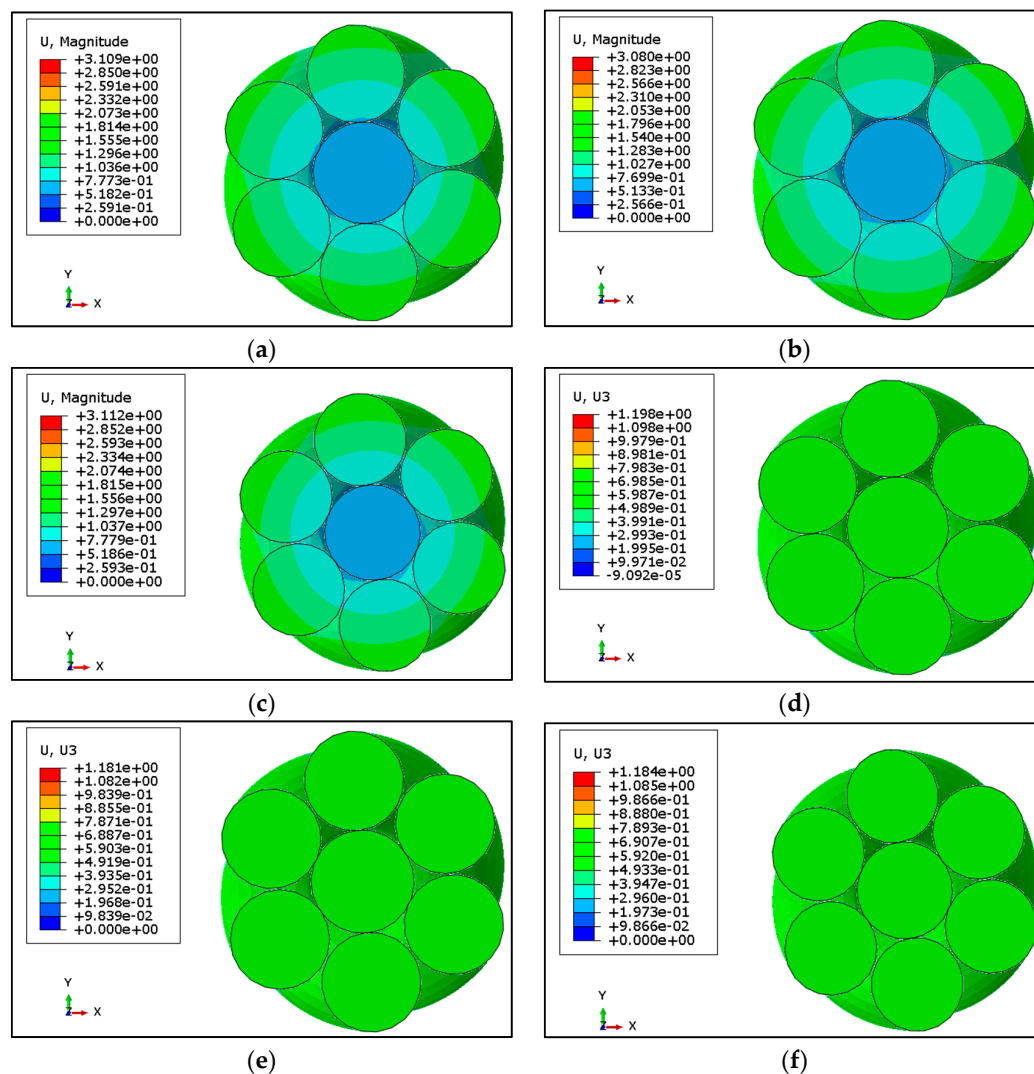 U, Magnitude
+3.109e+00
+2.850e+00
+2.591e+00
+2.332e+00
+2.073e+00
+1.814e+00
+1.555e+00
+1.296e+00
+1.036e+00
+7.773e-01
+5.182e-01
+2.591e-01
+0.000e+00
Y
Z
X
(a)
U, Magnitude
+3.080e+00
+2.823e+00
+2.566e+00
+2.310e+00
+2.053e+00
+1.796e+00
+1.540e+00
+1.283e+00
+1.027e+00
+7.699e-01
+5.133e-01
+2.566e-01
+0.000e+00
Y
Z
X
(b)
U, Magnitude
+3.112e+00
+2.852e+00
+2.593e+00
+2.334e+00
+2.074e+00
+1.815e+00
+1.556e+00
+1.297e+00
+1.037e+00
+7.779e-01
+5.186e-01
+2.593e-01
+0.000e+00
Y
Z
X
(c)
U, U3
+1.198e+00
+1.098e+00
+9.979e-01
+8.981e-01
+7.983e-01
+6.985e-01
+5.987e-01
+4.989e-01
+3.991e-01
+2.993e-01
+1.995e-01
+9.971e-02
-9.092e-05
Y
Z
X
(d)
U, U3
+1.181e+00
+1.082e+00
+9.839e-01
+8.855e-01
+7.871e-01
+6.887e-01
+5.903e-01
+4.919e-01
+3.935e-01
+2.952e-01
+1.968e-01
+9.839e-02
+0.000e+00
Y
Z
X
(e)
U, U3
+1.184e+00
+1.085e+00
+9.866e-01
+8.880e-01
+7.893e-01
+6.907e-01
+5.920e-01
+4.933e-01
+3.947e-01
+2.960e-01
+1.973e-01
+9.866e-02
+0.000e+00
Y
Z
X
(f)